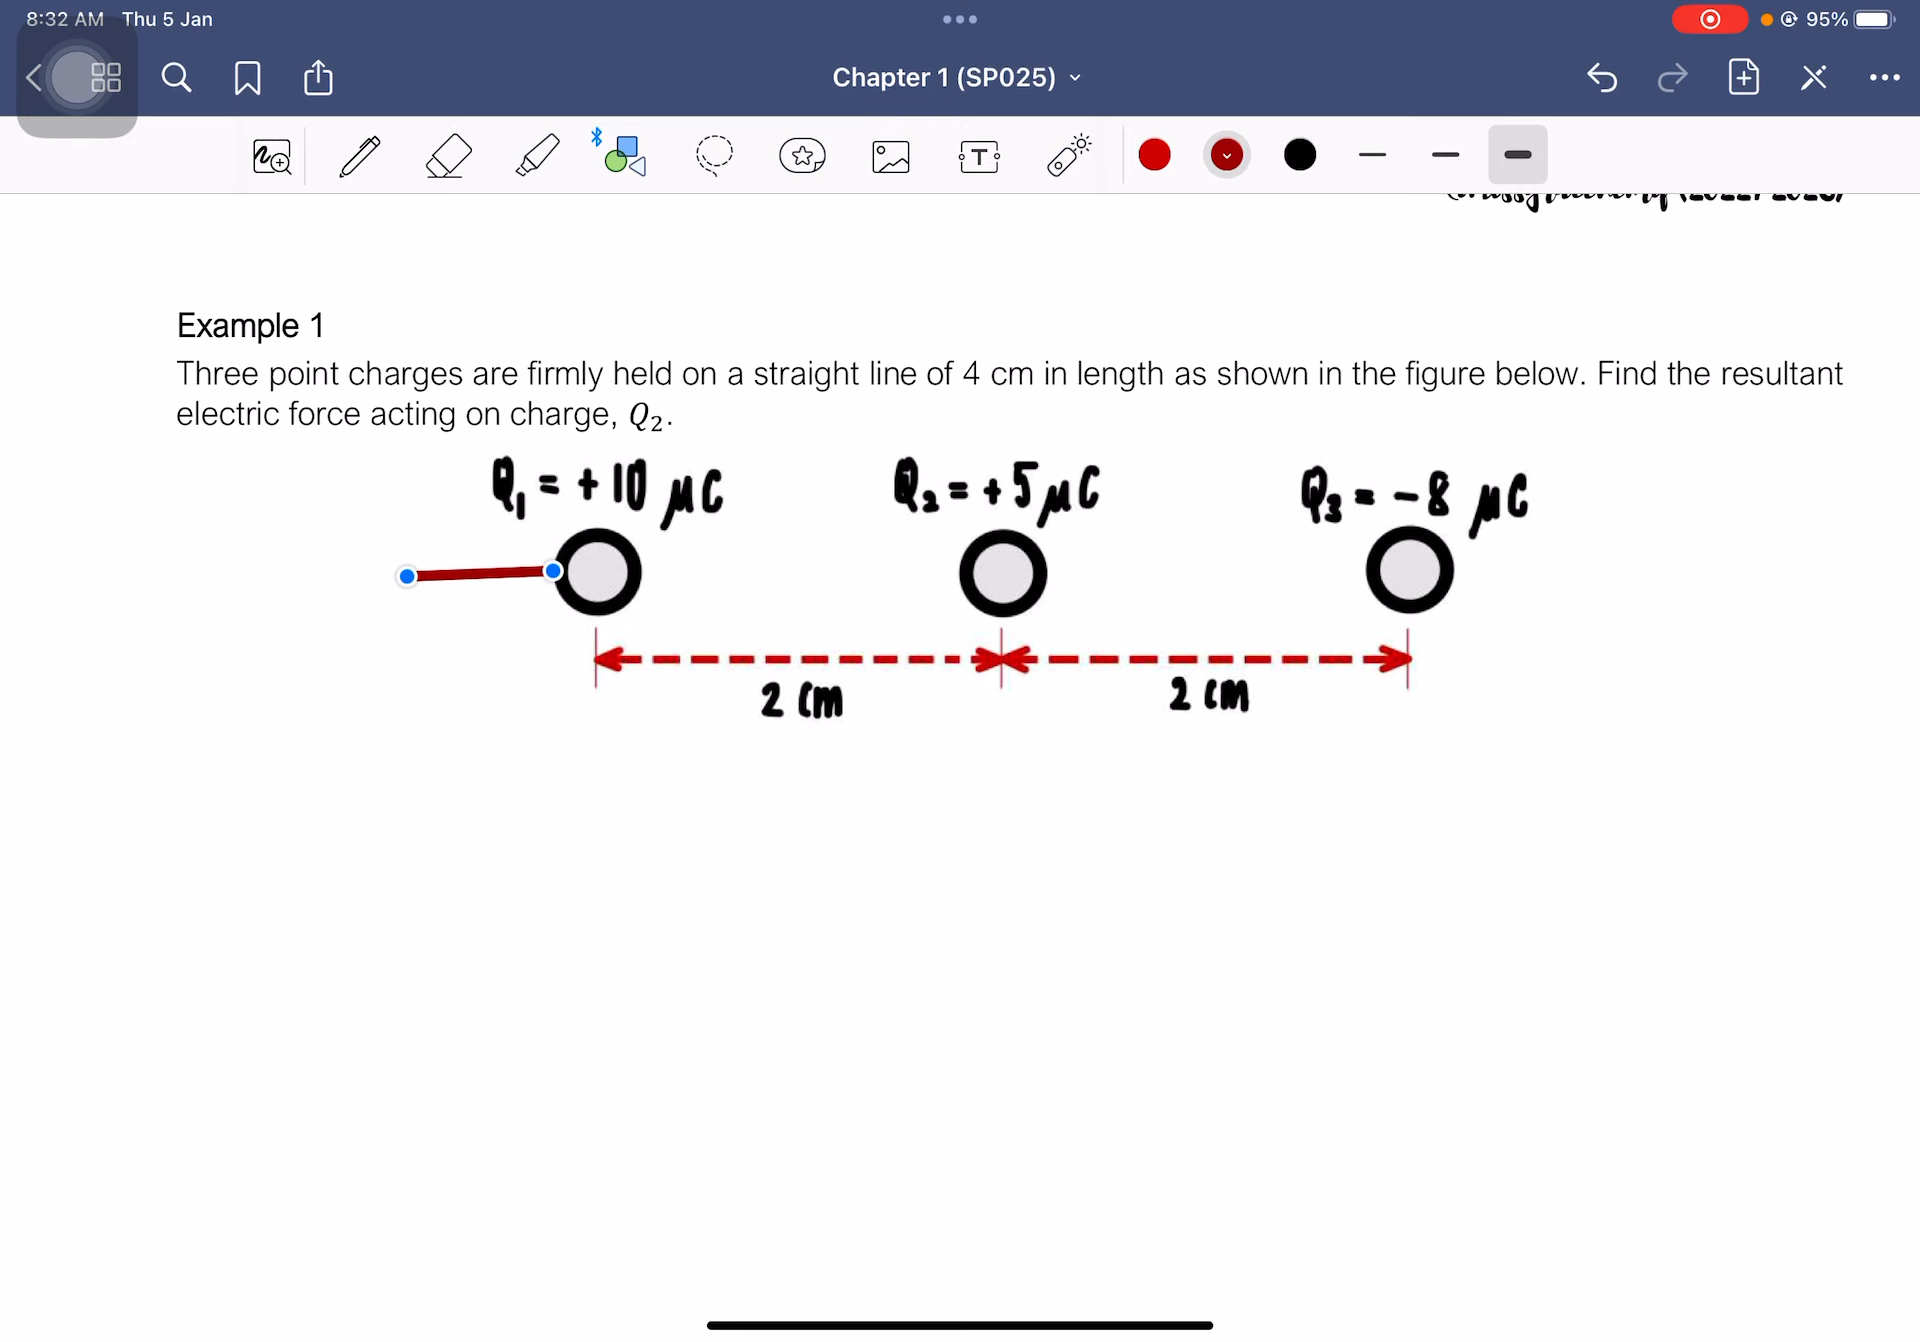 8:32 AM Thu 5 Jan
95%
Chapter 1 (SP025)
T
Example 1
Three point charges are firmly held on a straight line of 4 cm in length as shown in the figure below. Find the resultant
electric force acting on charge, Q₂.
Q₁ = +10 μC
Q₂ = +5 μC
Q₃ = -8 μC
2 cm
2 cm